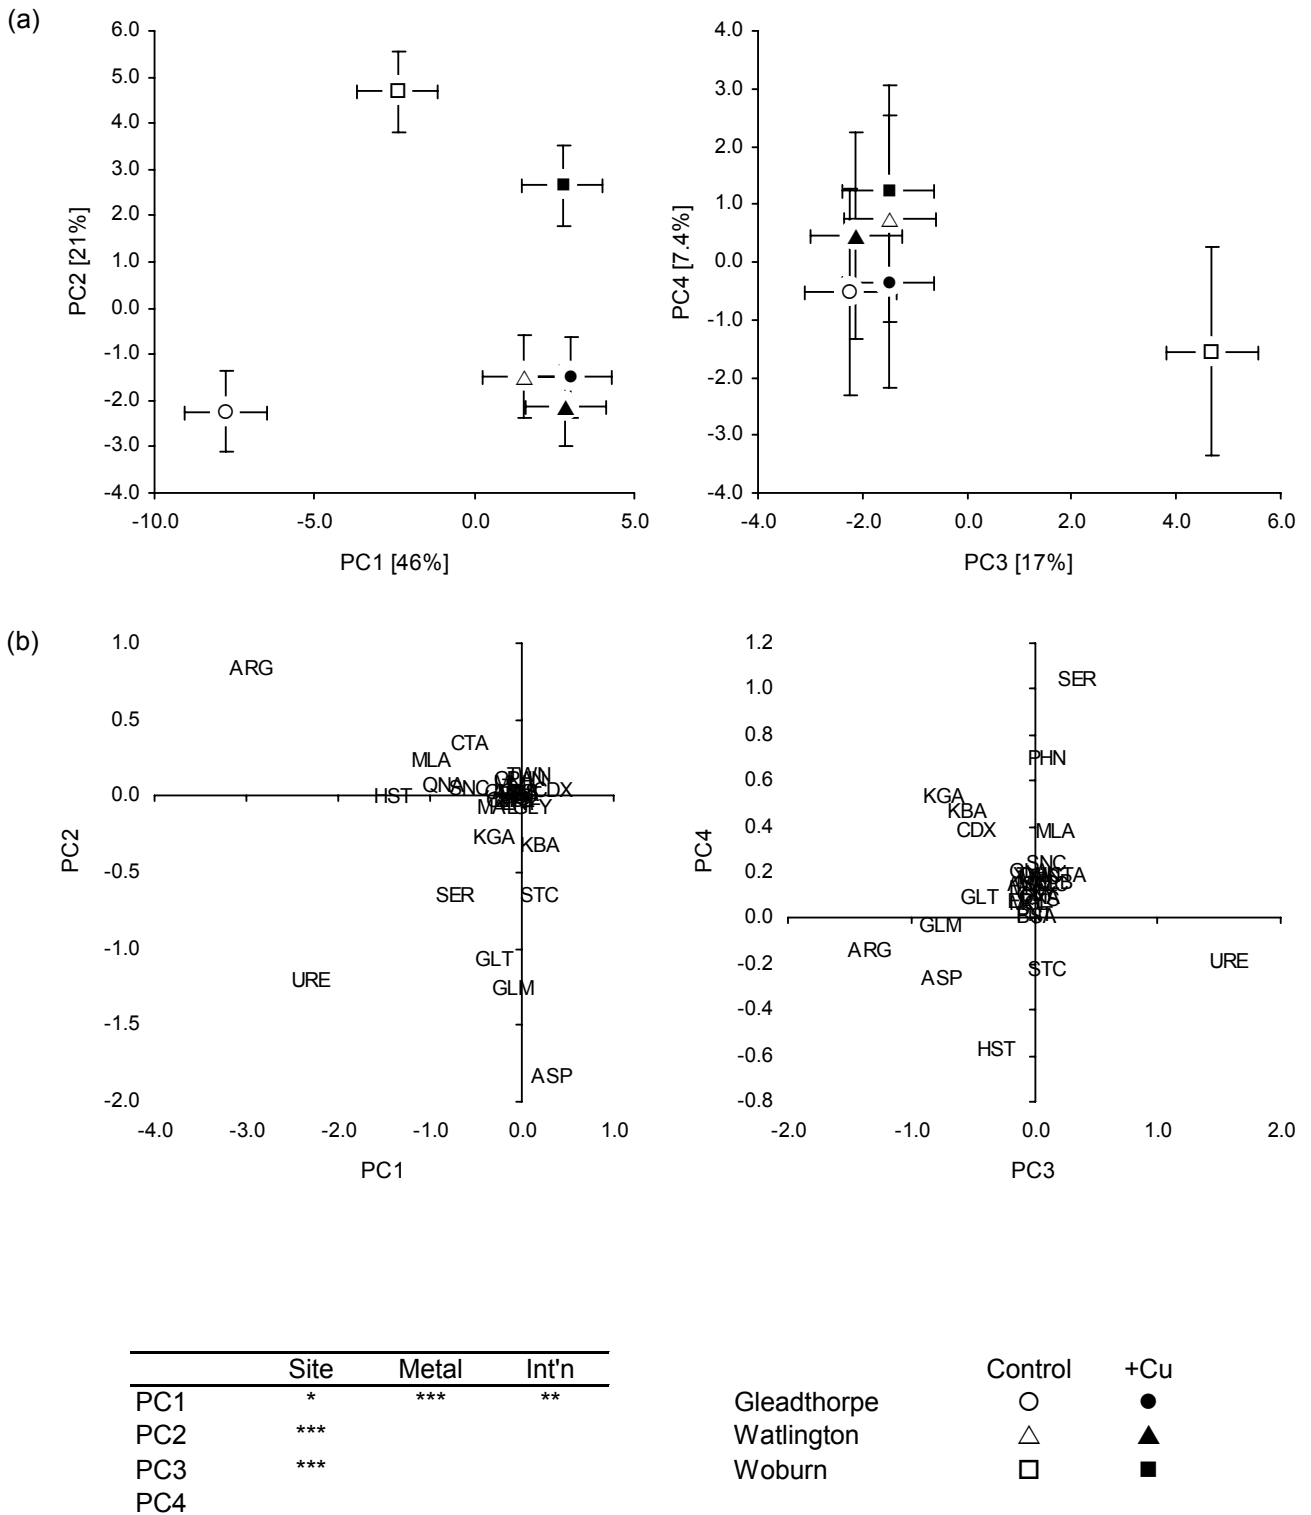 (a)
6.0
5.0
4.0
3.0
2.0
1.0
0.0
-1.0
-2.0
-3.0
-4.0
PC2 [21%]
-10.0 -5.0 0.0 5.0
PC1 [46%]
4.0
3.0
2.0
1.0
0.0
-1.0
-2.0
-3.0
-4.0
PC4 [7.4%]
-4.0 -2.0 0.0 2.0 4.0 6.0
PC3 [17%]
(b)
1.0
0.5
0.0
-0.5
-1.0
-1.5
-2.0
PC2
ARG
CTA
MLA
QNA
SNC
CDX
HST
KGA
KBA
SER
STC
GLT
URE
GLM
ASP
-4.0 -3.0 -2.0 -1.0 0.0 1.0
PC1
1.2
1.0
0.8
0.6
0.4
0.2
0.0
-0.2
-0.4
-0.6
-0.8
PC4
SER
PHN
KGA
KBA
CDX
MLA
SNC
GLT
GLM
ARG
URE
STC
ASP
HST
-2.0 -1.0 0.0 1.0 2.0
PC3
Site Metal Int'n
PC1 * *** **
PC2 ***
PC3 ***
PC4
Control +Cu
Gleadthorpe
Watlington
Woburn